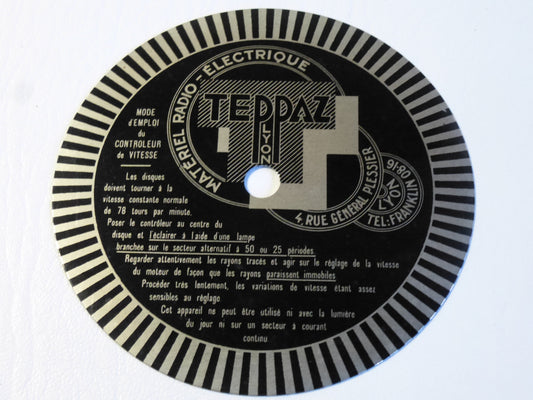 MATÉRIEL RADIO-ÉLECTRIQUE
TEPPAZ
LYON
4, RUE GÉNÉRAL PLESSIER
LYON
TEL: FRANKLIN 08-16
MODE
d'EMPLOI
du
CONTROLEUR
de VITESSE
Les disques
doivent tourner à la
vitesse constante normale
de 78 tours par minute.
Poser le contrôleur au centre du
disque et l'éclairer à l'aide d'une lampe
branchée sur le secteur alternatif à 50 ou 25 périodes
Regarder attentivement les rayons tracés et agir sur le réglage de la vitesse
du moteur de façon que les rayons paraissent immobiles
Procéder très lentement, les variations de vitesse étant assez
sensibles au réglage
Cet appareil ne peut être utilisé ni avec la lumière
du jour ni sur un secteur à courant
continu